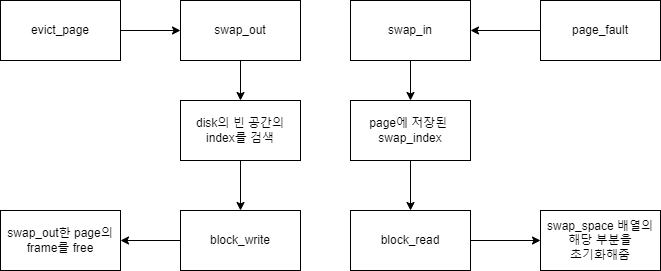 evict_page
swap_out
swap_in
page_fault
disk의 빈 공간의
index를 검색
page에 저장된
swap_index
swap_out한 page의
frame를 free
block_write
block_read
swap_space 배열의
해당 부분을
초기화해줌